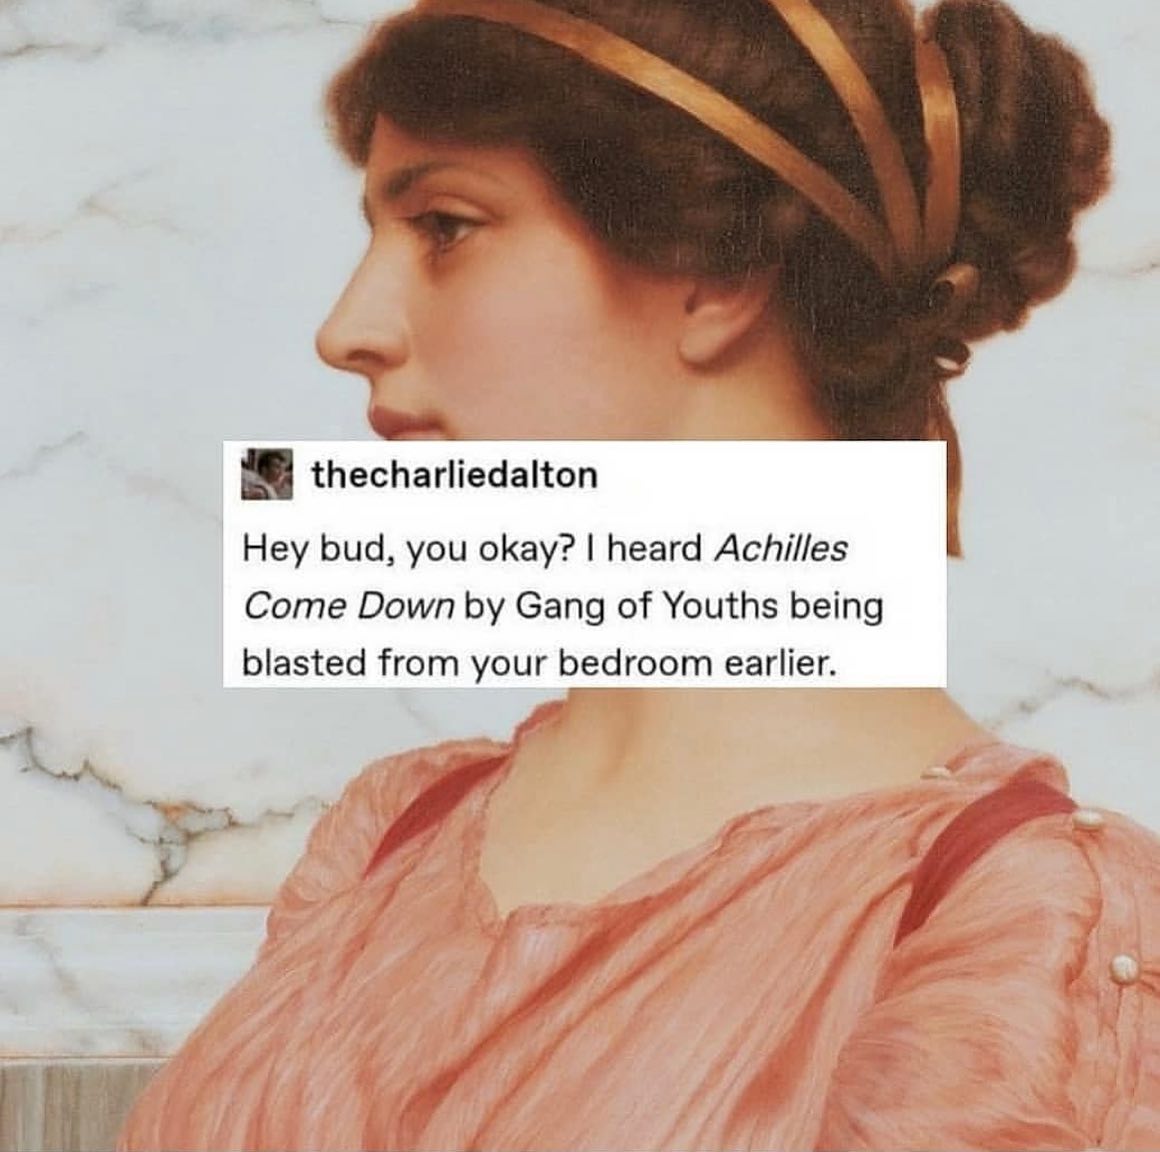 thecharliedalton
Hey bud, you okay? I heard Achilles
Come Down by Gang of Youths being
blasted from your bedroom earlier.